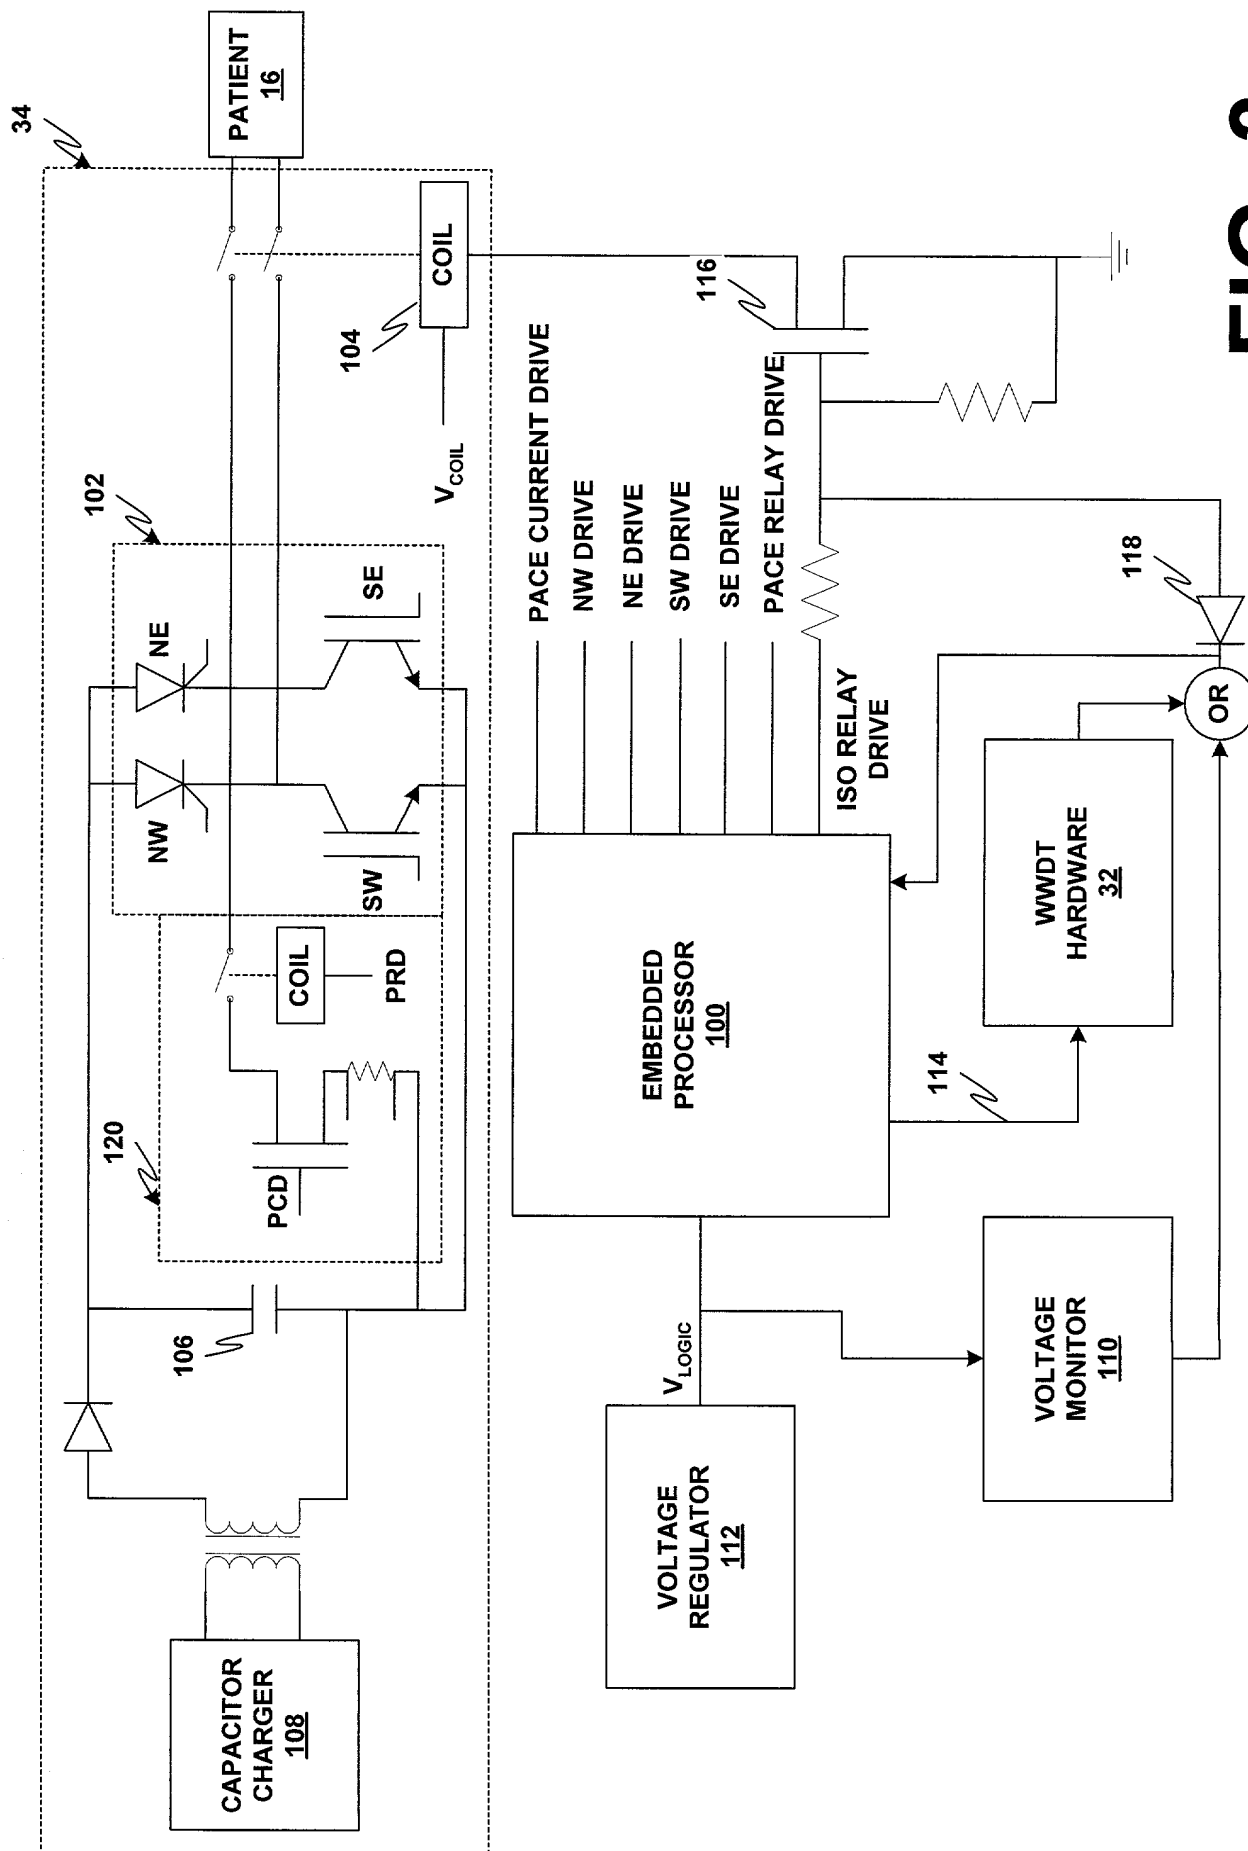 34
PATIENT
16
102
104
COIL
V_COIL
NE
NW
SE
SW
120
COIL
PRD
PCD
106
CAPACITOR
CHARGER
108
PACE CURRENT DRIVE
NW DRIVE
NE DRIVE
SW DRIVE
SE DRIVE
PACE RELAY DRIVE
ISO RELAY
DRIVE
116
118
EMBEDDED
PROCESSOR
100
114
V_LOGIC
VOLTAGE
REGULATOR
112
VOLTAGE
MONITOR
110
WWDT
HARDWARE
32
OR
FIG.